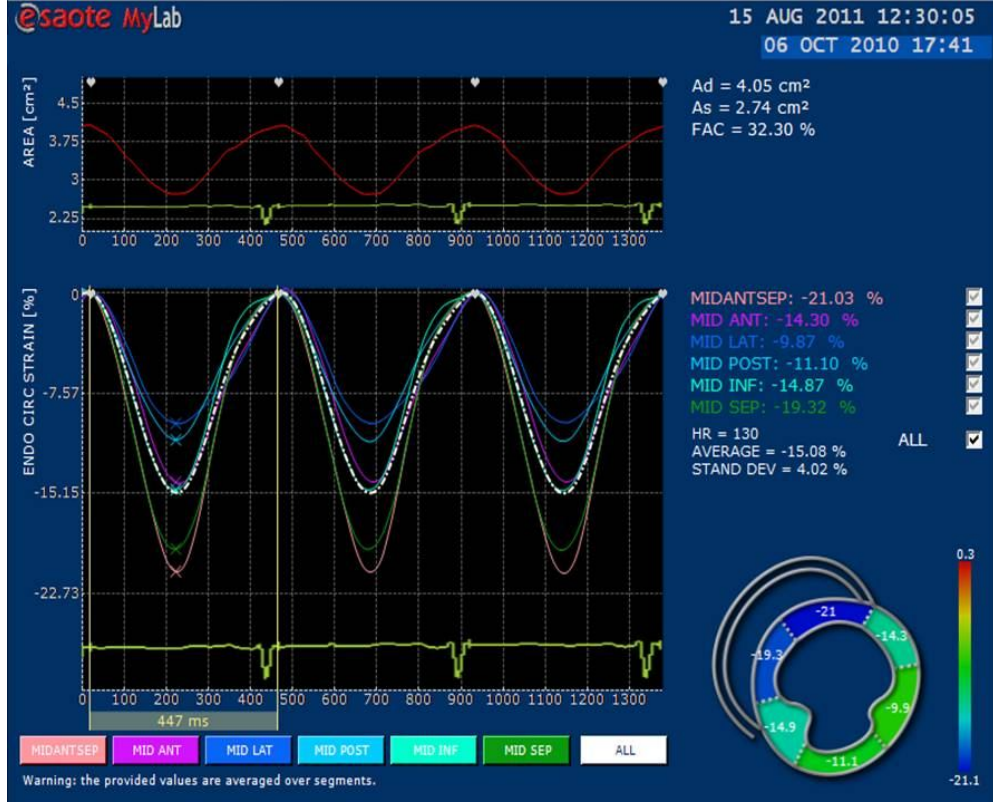 esaote MyLab
15 AUG 2011 12:30:05
06 OCT 2010 17:41
AREA [cm²]
4.5
3.75
3
2.25
0 100 200 300 400 500 600 700 800 900 1000 1100 1200 1300
Ad = 4.05 cm²
As = 2.74 cm²
FAC = 32.30 %
ENDO CIRC STRAIN [%]
0
-7.57
-15.15
-22.73
0 100 200 300 400 500 600 700 800 900 1000 1100 1200 1300
447 ms
MIDANTSEP: -21.03 %
MID ANT: -14.30 %
MID LAT: -9.87 %
MID POST: -11.10 %
MID INF: -14.87 %
MID SEP: -19.32 %
HR = 130
AVERAGE = -15.08 %
STAND DEV = 4.02 %
ALL
0.3
-21
-14.3
-19.3
-9.9
-14.9
-11.1
-21.1
MIDANTSEP MID ANT MID LAT MID POST MID INF MID SEP ALL
Warning: the provided values are averaged over segments.